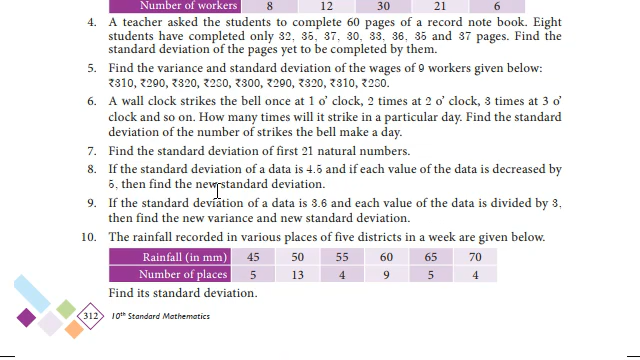 Number of workers 8 12 30 21 6
4. A teacher asked the students to complete 60 pages of a record note book. Eight
students have completed only 32, 35, 37, 30, 33, 36, 35 and 37 pages. Find the
standard deviation of the pages yet to be completed by them.
5. Find the variance and standard deviation of the wages of 9 workers given below:
₹310, ₹290, ₹320, ₹280, ₹300, ₹290, ₹320, ₹310, ₹280.
6. A wall clock strikes the bell once at 1 o’ clock, 2 times at 2 o’ clock, 3 times at 3 o’
clock and so on. How many times will it strike in a particular day. Find the standard
deviation of the number of strikes the bell make a day.
7. Find the standard deviation of first 21 natural numbers.
8. If the standard deviation of a data is 4.5 and if each value of the data is decreased by
5, then find the new standard deviation.
9. If the standard deviation of a data is 3.6 and each value of the data is divided by 3,
then find the new variance and new standard deviation.
10. The rainfall recorded in various places of five districts in a week are given below.
Rainfall (in mm) 45 50 55 60 65 70
Number of places 5 13 4 9 5 4
Find its standard deviation.
312 10th Standard Mathematics